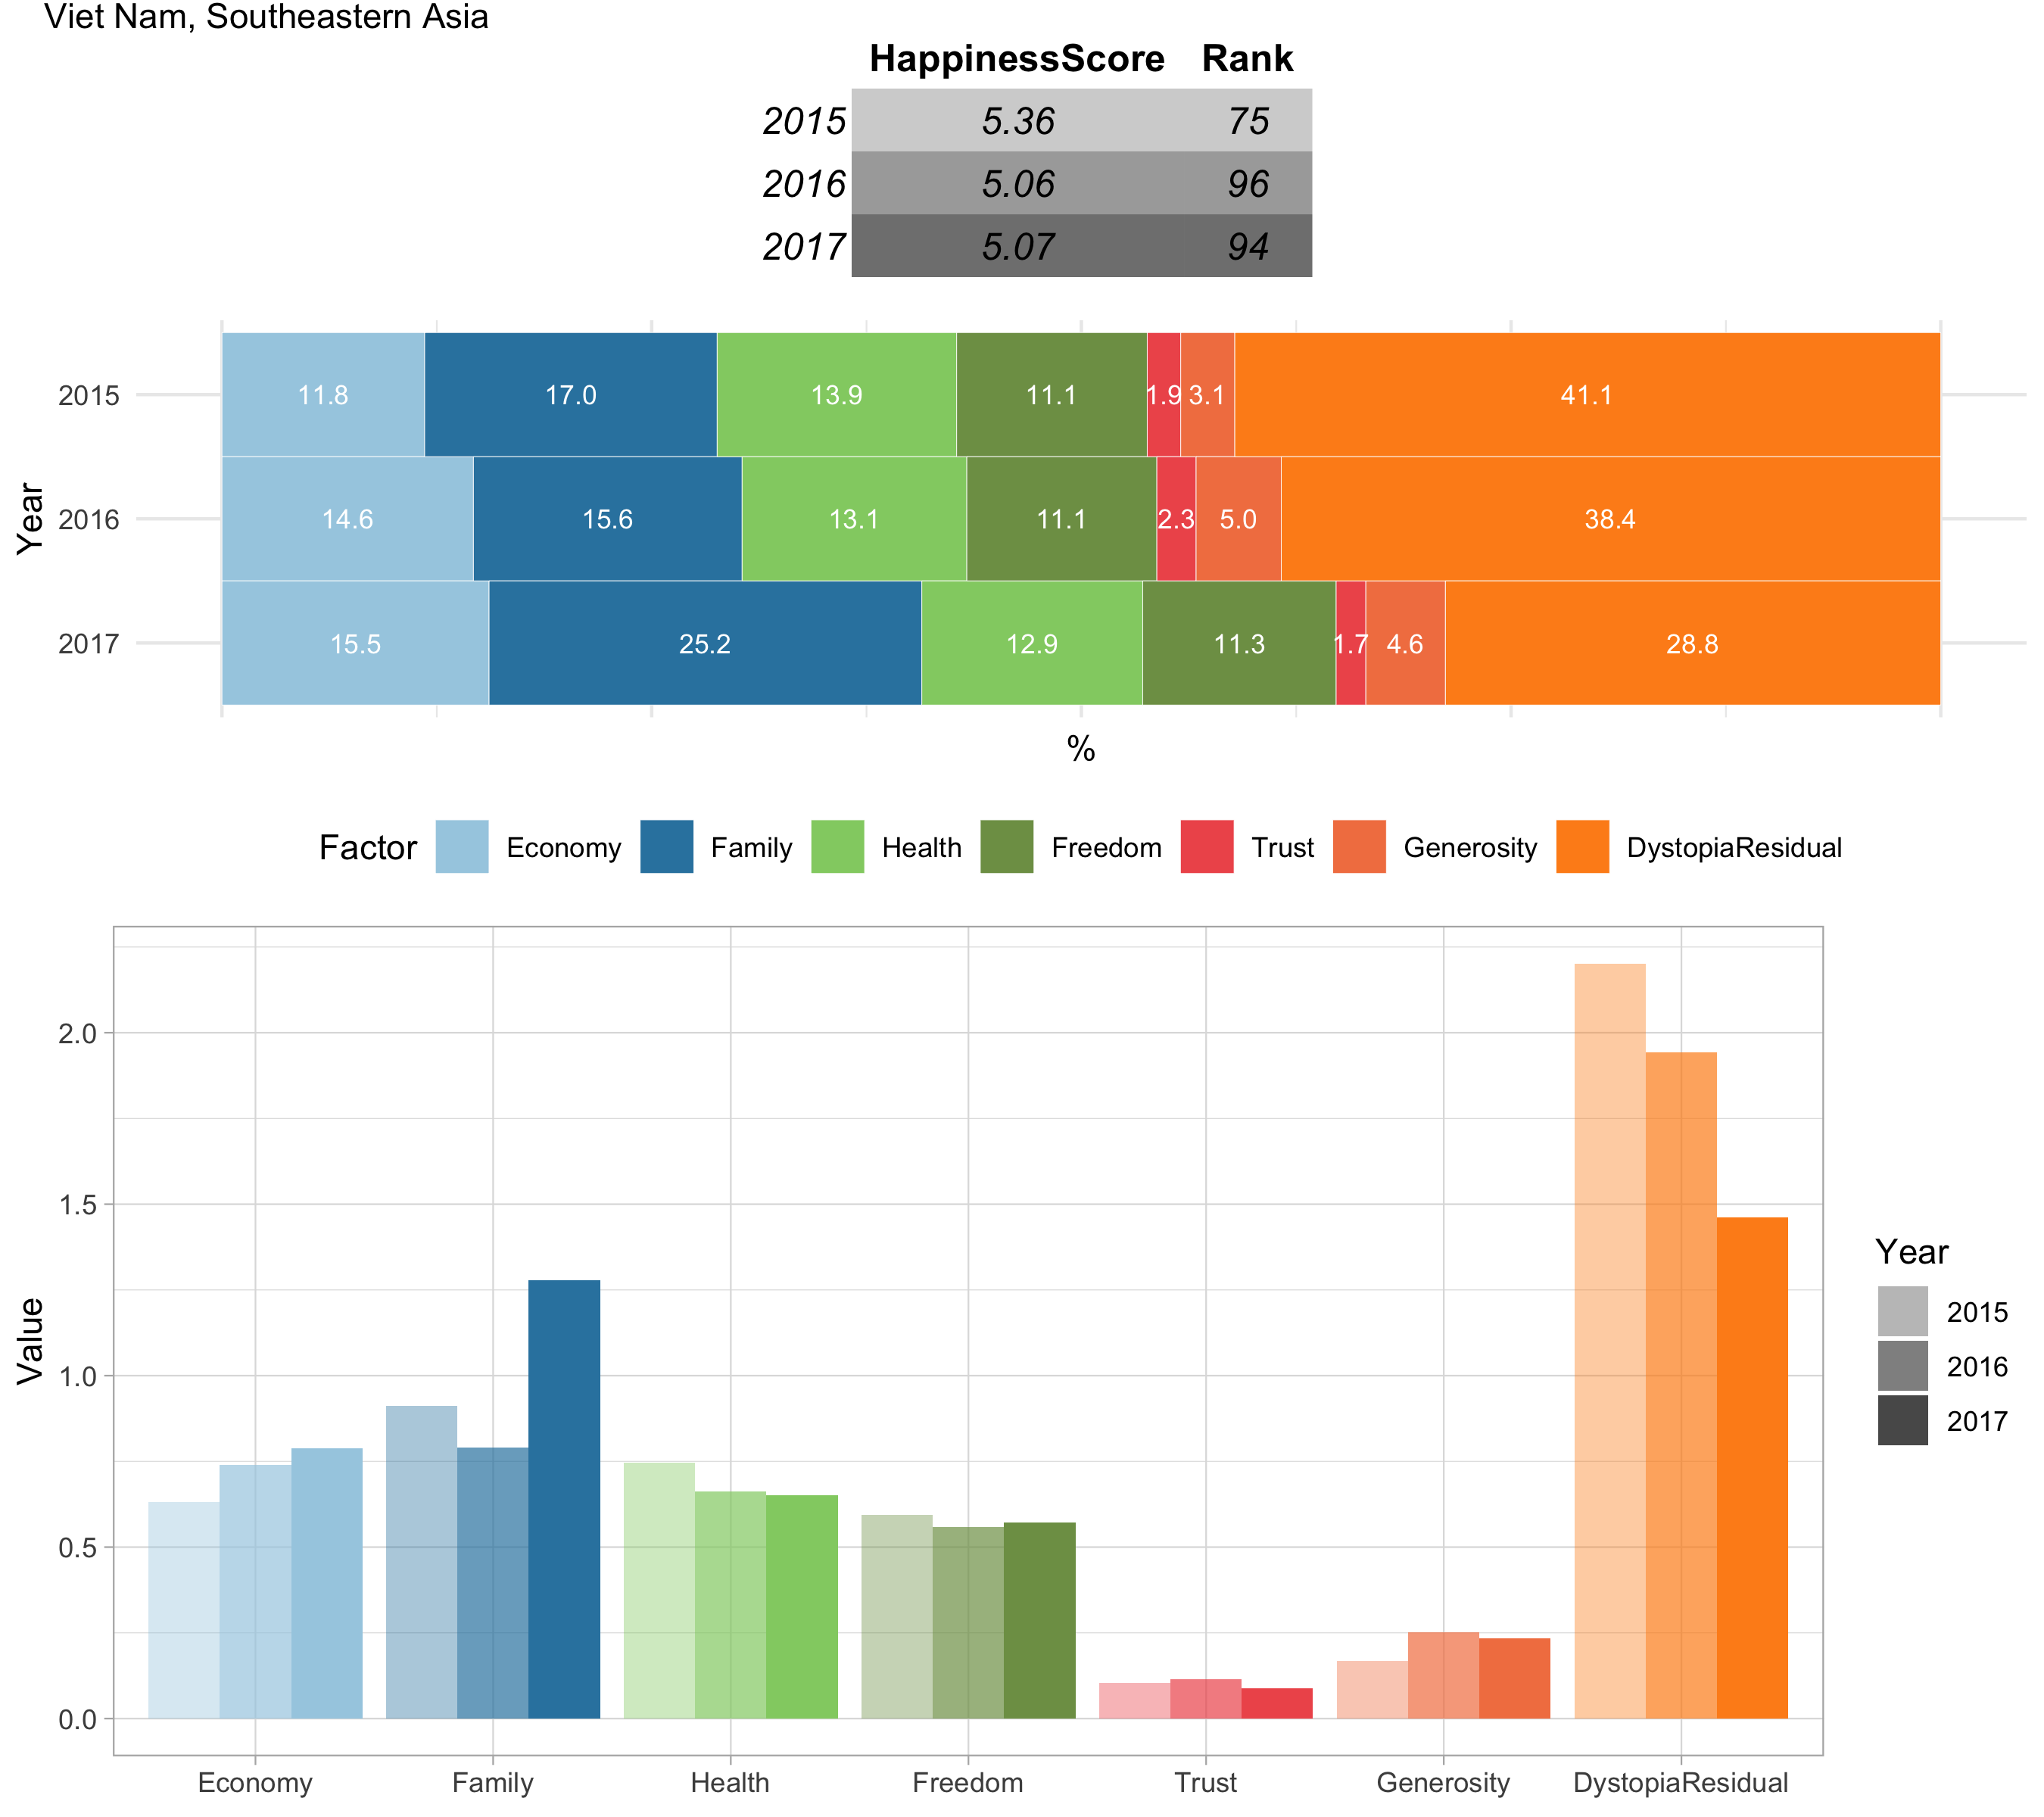 Viet Nam, Southeastern Asia
HappinessScore Rank
2015 5.36 75
2016 5.06 96
2017 5.07 94
2015 11.8 17.0 13.9 11.1 1.9 3.1 41.1
2016 14.6 15.6 13.1 11.1 2.3 5.0 38.4
2017 15.5 25.2 12.9 11.3 1.7 4.6 28.8
Year
%
Factor Economy Family Health Freedom Trust Generosity DystopiaResidual
Value
2.0
1.5
1.0
0.5
0.0
Economy Family Health Freedom Trust Generosity DystopiaResidual
Year
2015
2016
2017